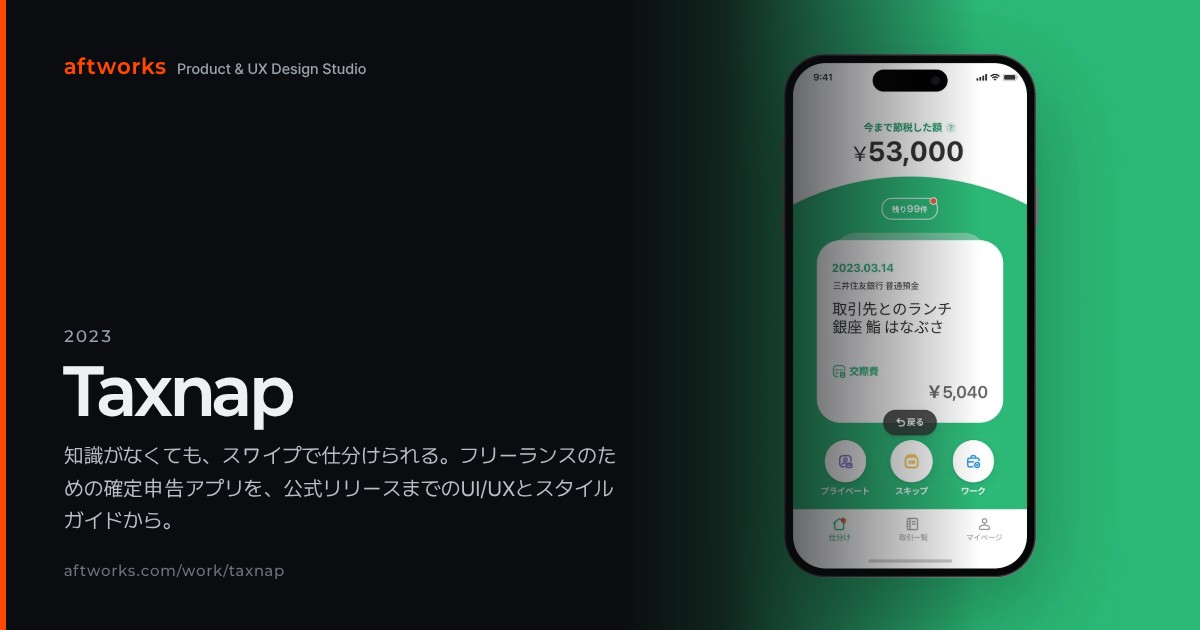 aftworks Product & UX Design Studio
2023
Taxnap
知識がなくても、スワイプで仕分けられる。フリーランスのた
めの確定申告アプリを、公式リリースまでのUI/UXとスタイル
ガイドから。
aftworks.com/work/taxnap
9:41
今まで節税した額 ?
¥53,000
残り99件
2023.03.14
三井住友銀行 普通預金
取引先とのランチ
銀座 鮨 はなぶさ
交際費
¥5,040
戻る
プライベート スキップ ワーク
仕分け 取引一覧 マイページ